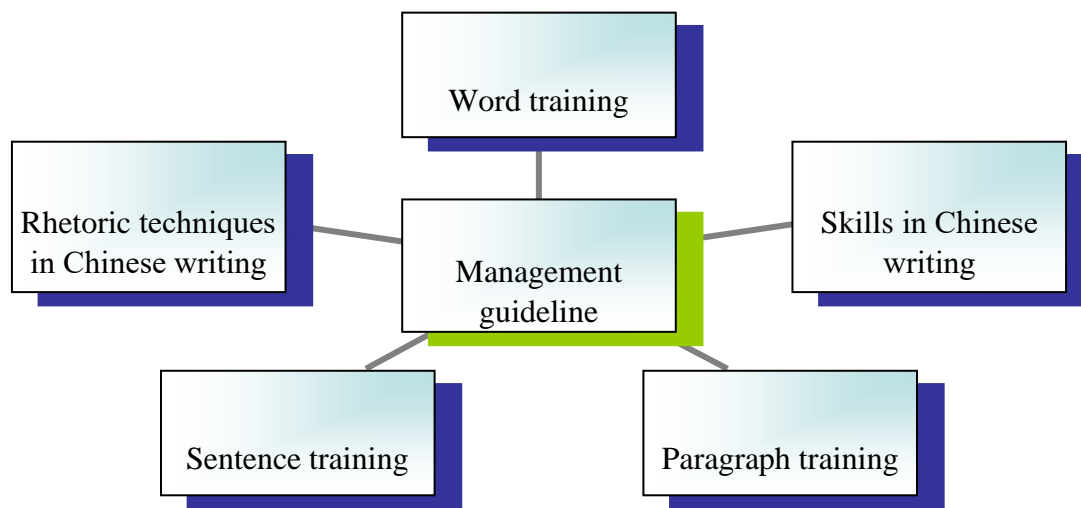 Word training
Rhetoric techniques
in Chinese writing
Skills in Chinese
writing
Management
guideline
Sentence training
Paragraph training